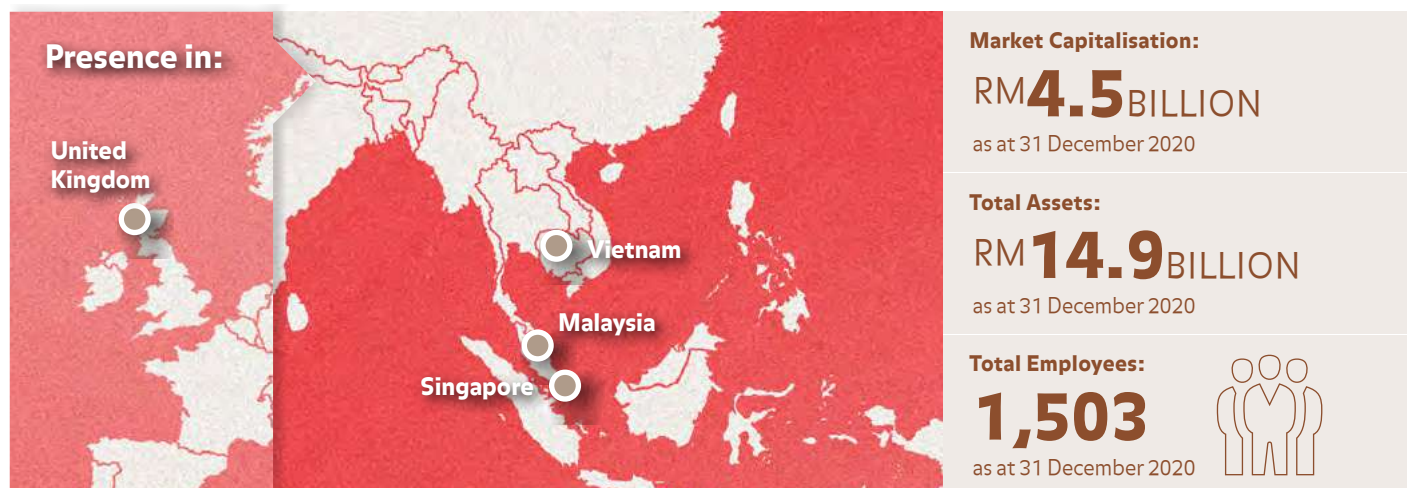 Presence in:
United
Kingdom
Vietnam
Malaysia
Singapore
Market Capitalisation:
RM4.5BILLION
as at 31 December 2020
Total Assets:
RM14.9BILLION
as at 31 December 2020
Total Employees:
1,503
as at 31 December 2020